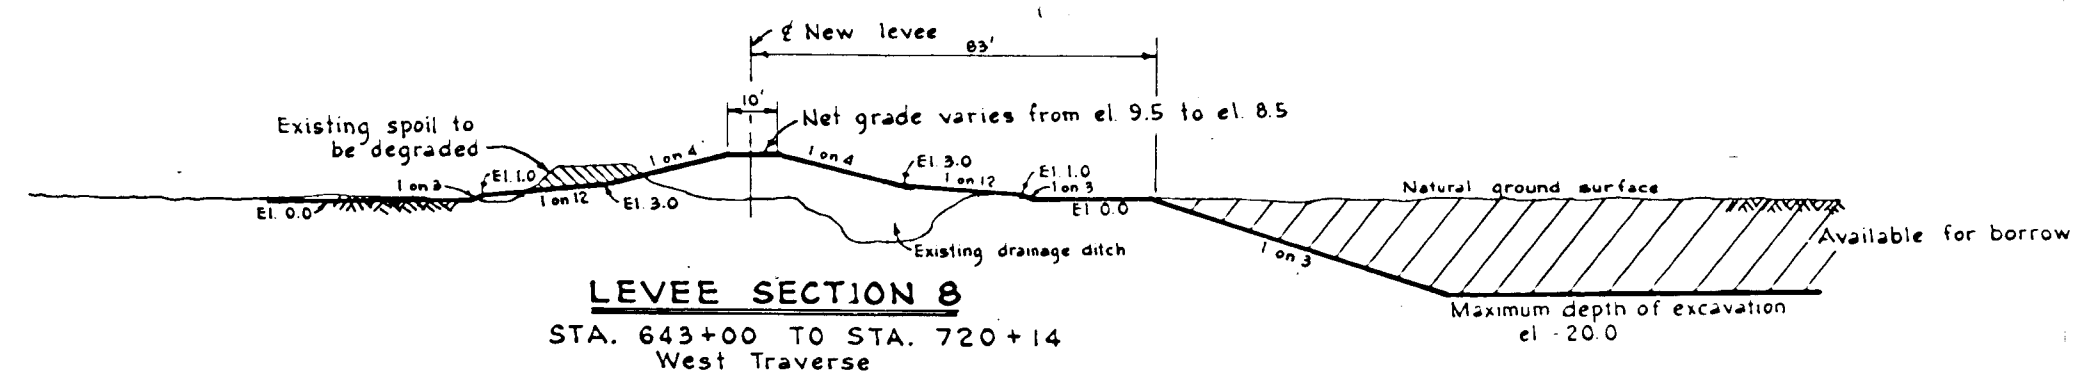 ℄ New levee
83'
10'
Net grade varies from el. 9.5 to el. 8.5
Existing spoil to
be degraded
1 on 4
1 on 4
El. 3.0
1 on 12
El. 1.0
1 on 3
El. 1.0
1 on 3
El. 0.0
1 on 12
El. 3.0
El 0.0
Natural ground surface
Available for borrow
1 on 3
Existing drainage ditch
Maximum depth of excavation
el -20.0
LEVEE SECTION 8
STA. 643+00 TO STA. 720+14
West Traverse